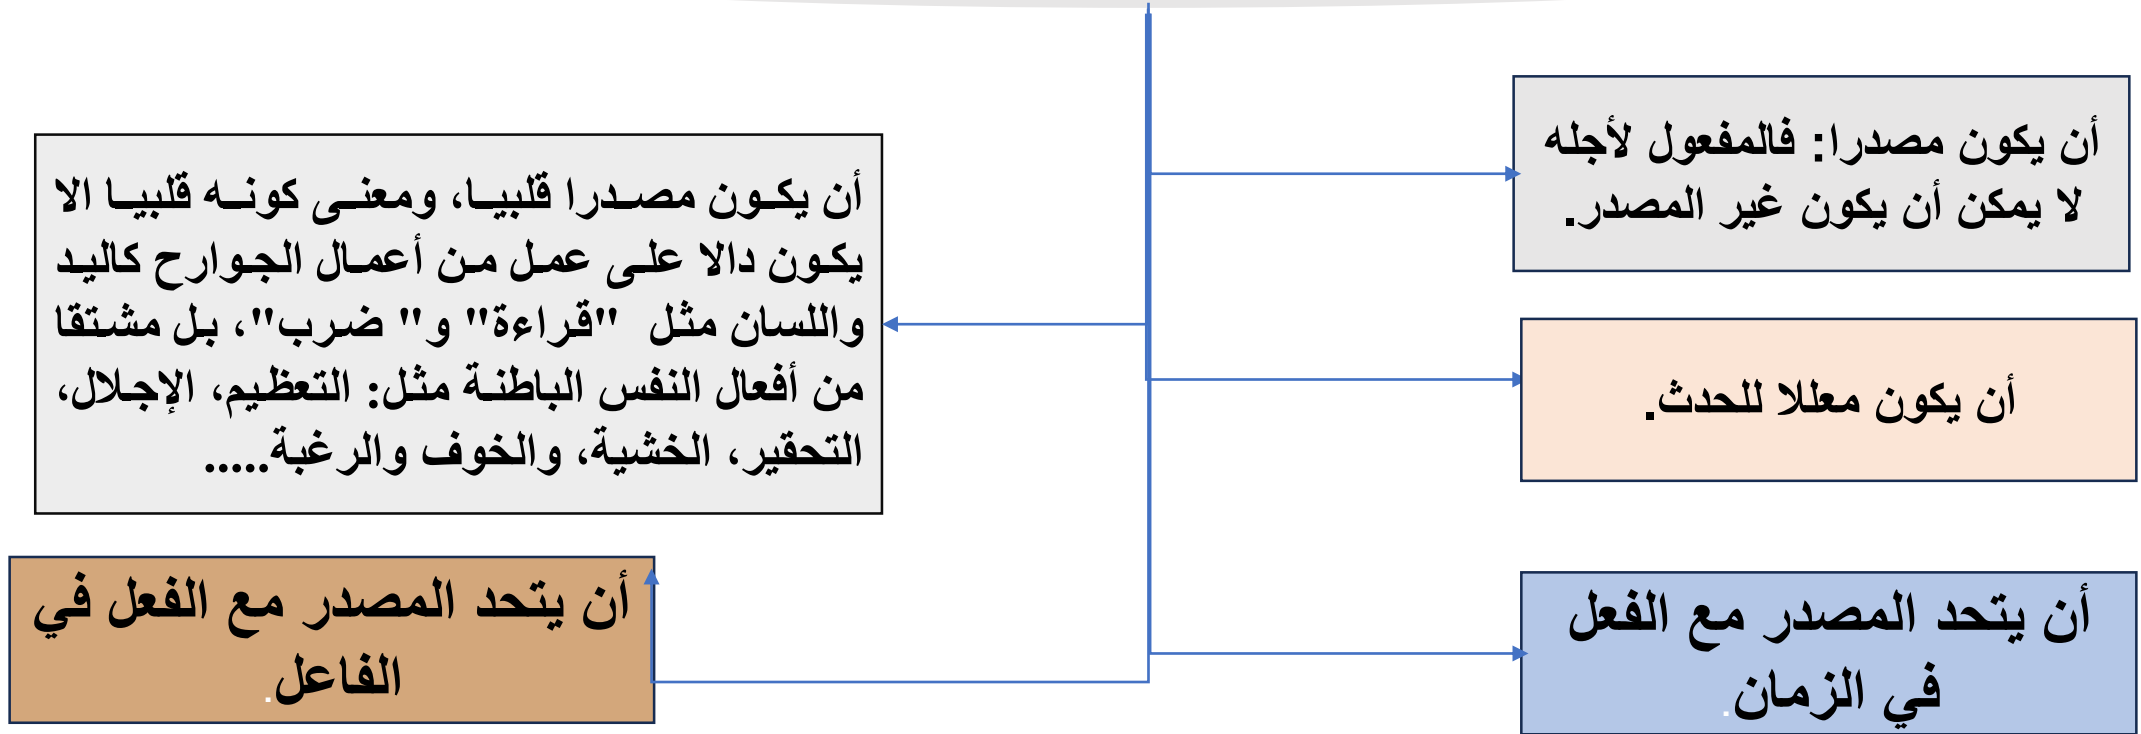 أن يكون مصدرا: فالمفعول لأجله
لا يمكن أن يكون غير المصدر.
أن يكون مصدرا قلبيا، ومعنى كونه قلبيا الا
يكون دالا على عمل من أعمال الجوارح كاليد
واللسان مثل "قراءة" و" ضرب"، بل مشتقا
من أفعال النفس الباطنة مثل: التعظيم، الإجلال،
التحقير، الخشية، والخوف والرغبة.....
أن يكون معللا للحدث.
أن يتحد المصدر مع الفعل
في الزمان.
أن يتحد المصدر مع الفعل في
الفاعل.